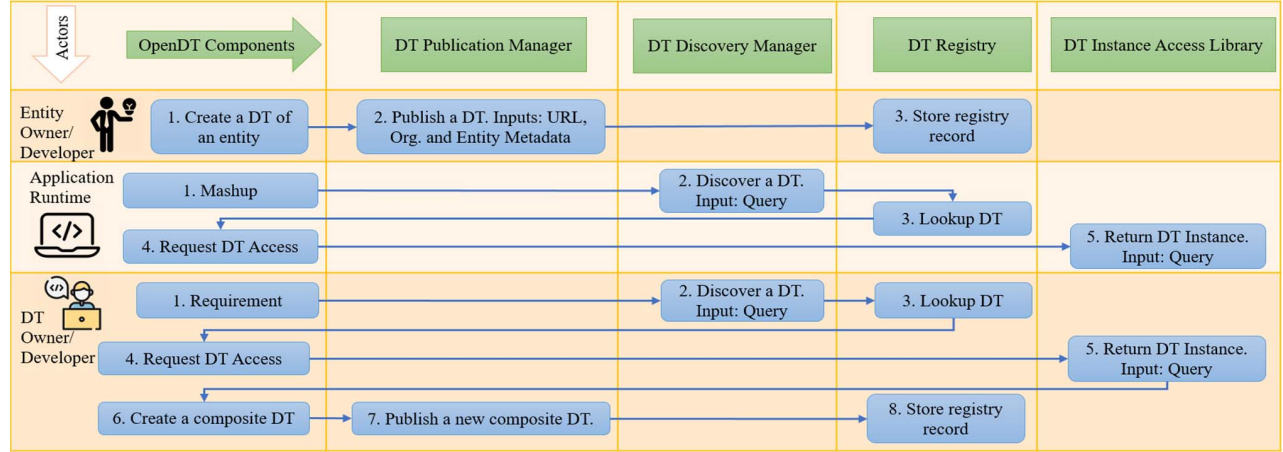 Actors
OpenDT Components
DT Publication Manager
DT Discovery Manager
DT Registry
DT Instance Access Library
Entity
Owner/
Developer
1. Create a DT of
an entity
2. Publish a DT. Inputs: URL,
Org. and Entity Metadata
3. Store registry
record
Application
Runtime
</>
1. Mashup
2. Discover a DT.
Input: Query
3. Lookup DT
4. Request DT Access
5. Return DT Instance.
Input: Query
</>
DT
Owner/
Developer
1. Requirement
2. Discover a DT.
Input: Query
3. Lookup DT
4. Request DT Access
5. Return DT Instance.
Input: Query
6. Create a composite DT
7. Publish a new composite DT.
8. Store registry
record